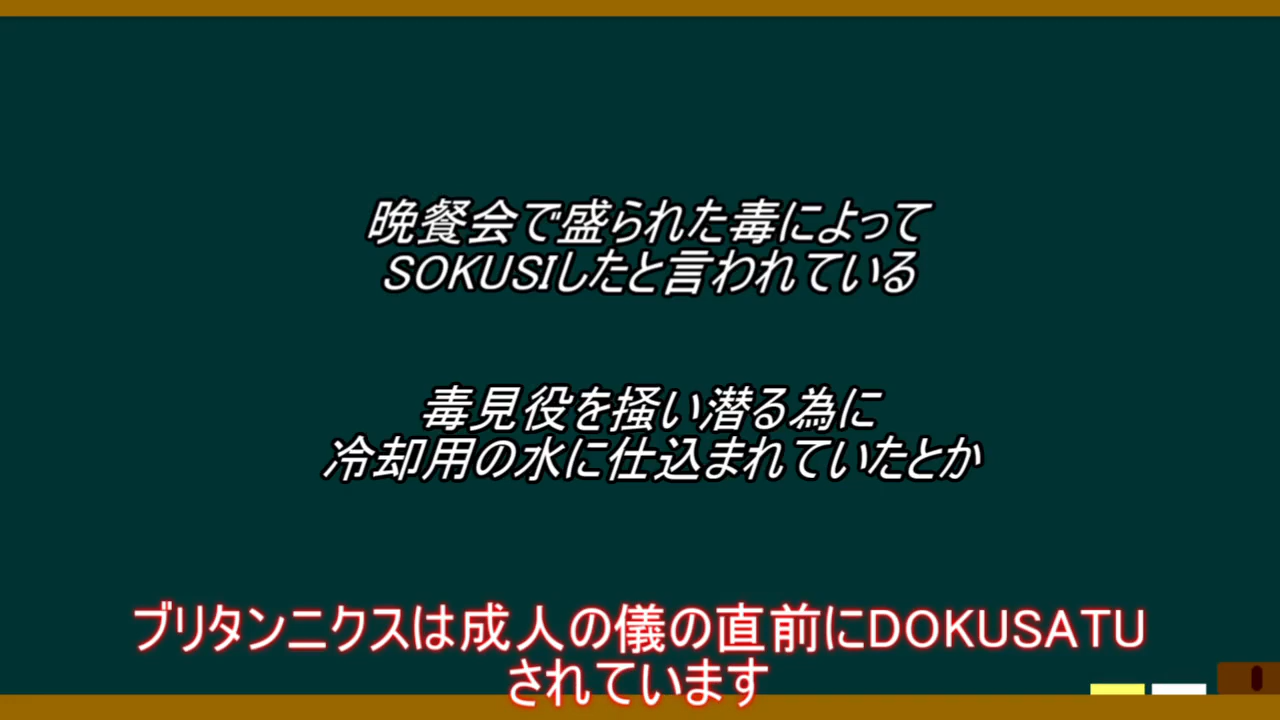 晩餐会で盛られた毒によって
SOKUSIしたと言われている
毒見役を掻い潜る為に
冷却用の水に仕込まれていたとか
ブリタンニクスは成人の儀の直前にDOKUSATU
されています